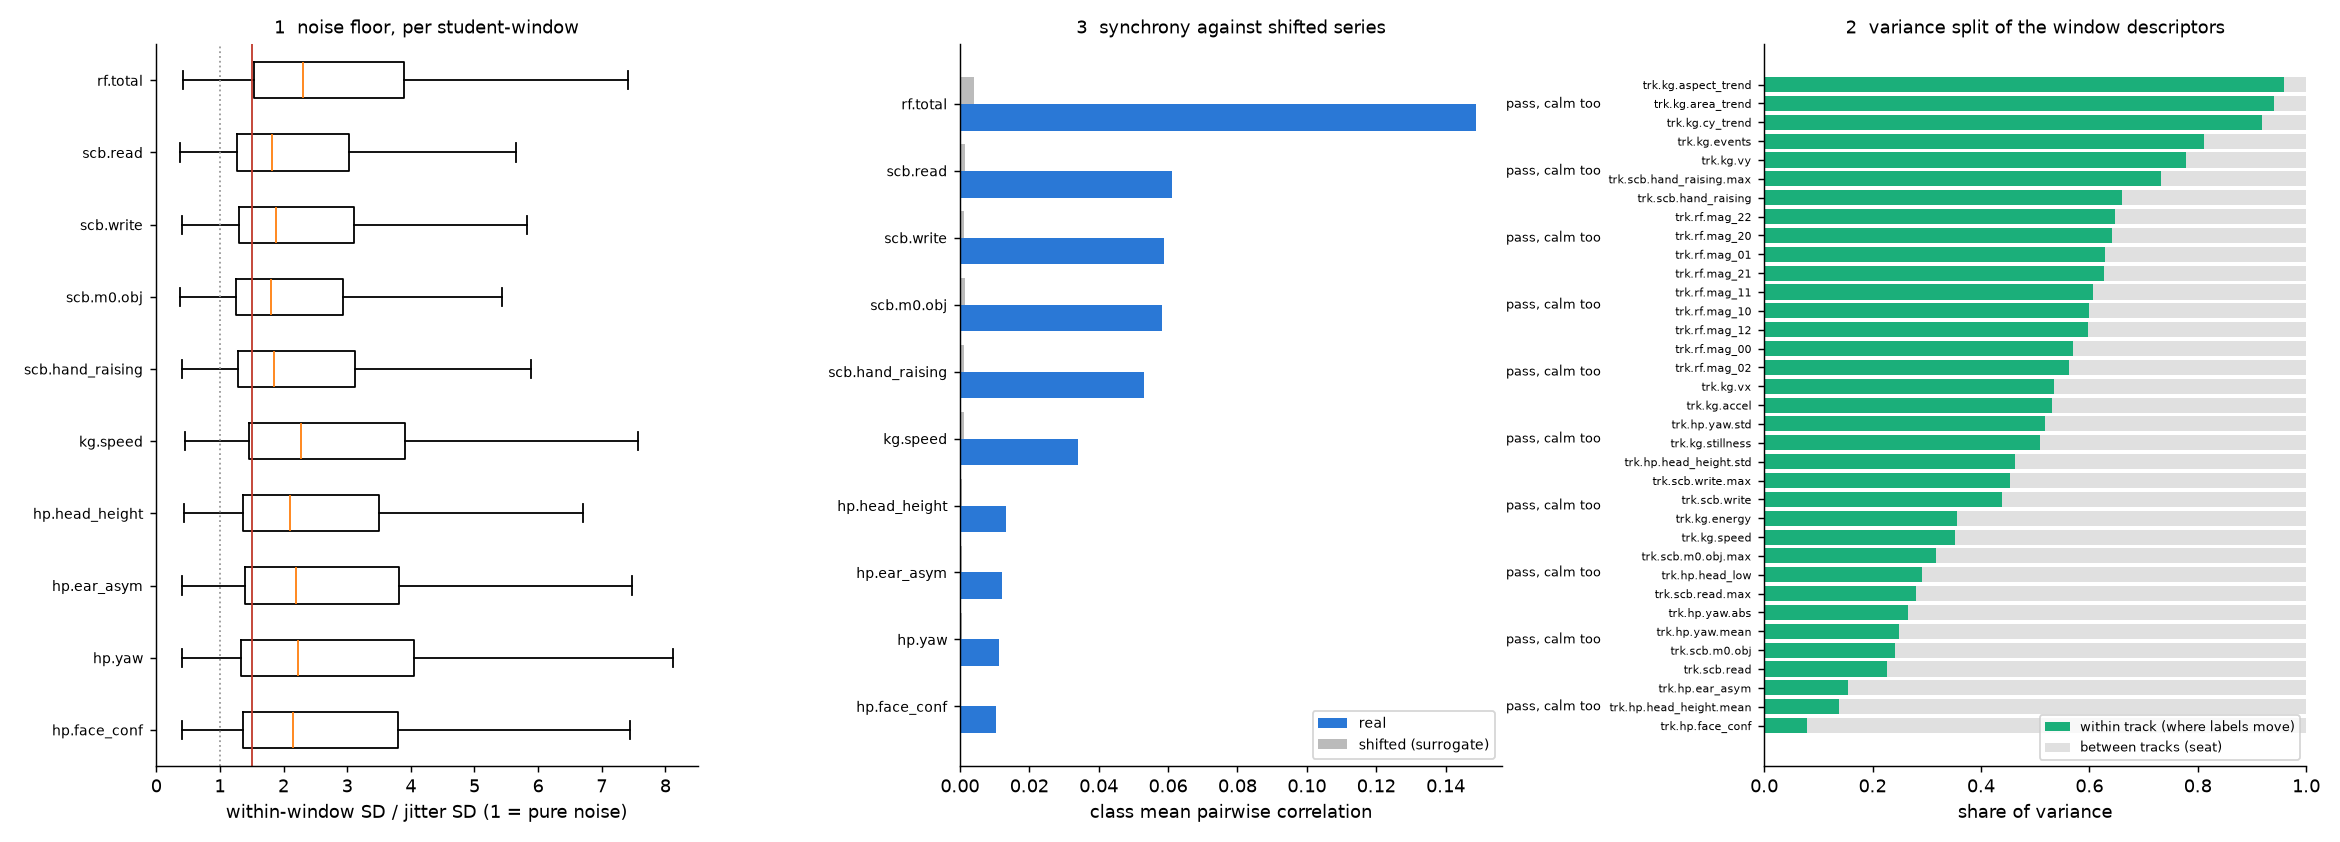 1  noise floor, per student-window
rf.total
scb.read
scb.write
scb.m0.obj
scb.hand_raising
kg.speed
hp.head_height
hp.ear_asym
hp.yaw
hp.face_conf
0 1 2 3 4 5 6 7 8
within-window SD / jitter SD (1 = pure noise)
3  synchrony against shifted series
rf.total pass, calm too
scb.read pass, calm too
scb.write pass, calm too
scb.m0.obj pass, calm too
scb.hand_raising pass, calm too
kg.speed pass, calm too
hp.head_height pass, calm too
hp.ear_asym pass, calm too
hp.yaw pass, calm too
hp.face_conf pass, calm too
real
shifted (surrogate)
0.00 0.02 0.04 0.06 0.08 0.10 0.12 0.14
class mean pairwise correlation
2  variance split of the window descriptors
trk.kg.aspect_trend
trk.kg.area_trend
trk.kg.cy_trend
trk.kg.events
trk.kg.vy
trk.scb.hand_raising.max
trk.scb.hand_raising
trk.rf.mag_22
trk.rf.mag_20
trk.rf.mag_01
trk.rf.mag_21
trk.rf.mag_11
trk.rf.mag_10
trk.rf.mag_12
trk.rf.mag_00
trk.rf.mag_02
trk.kg.vx
trk.kg.accel
trk.hp.yaw.std
trk.kg.stillness
trk.hp.head_height.std
trk.scb.write.max
trk.scb.write
trk.kg.energy
trk.kg.speed
trk.scb.m0.obj.max
trk.hp.head_low
trk.scb.read.max
trk.hp.yaw.abs
trk.hp.yaw.mean
trk.scb.m0.obj
trk.scb.read
trk.hp.ear_asym
trk.hp.head_height.mean
trk.hp.face_conf
within track (where labels move)
between tracks (seat)
0.0 0.2 0.4 0.6 0.8 1.0
share of variance